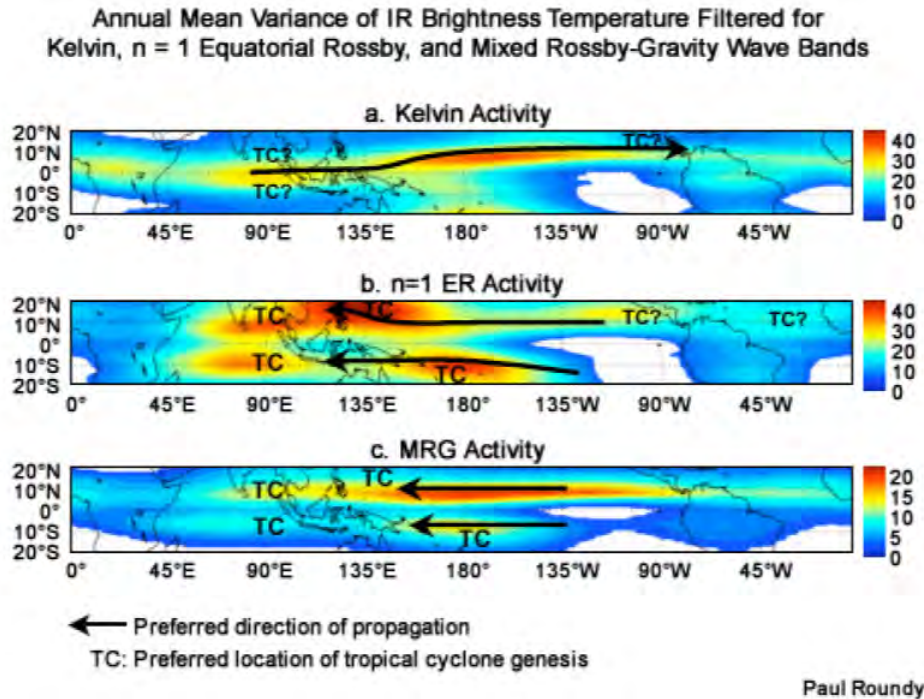 Annual Mean Variance of IR Brightness Temperature Filtered for
Kelvin, n = 1 Equatorial Rossby, and Mixed Rossby-Gravity Wave Bands
a. Kelvin Activity
20°N
10°N
0°
10°S
20°S
TC?
TC?
TC?
40
30
20
10
0
0° 45°E 90°E 135°E 180° 135°W 90°W 45°W
b. n=1 ER Activity
20°N
10°N
0°
10°S
20°S
TC TC TC? TC?
TC TC
40
30
20
10
0
0° 45°E 90°E 135°E 180° 135°W 90°W 45°W
c. MRG Activity
20°N
10°N
0°
10°S
20°S
TC TC
TC TC
20
15
10
5
0
0° 45°E 90°E 135°E 180° 135°W 90°W 45°W
Preferred direction of propagation
TC: Preferred location of tropical cyclone genesis
Paul Roundy